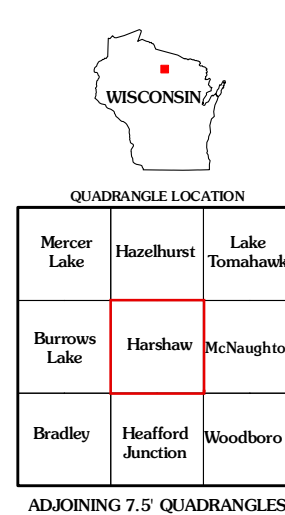 WISCONSIN
QUADRANGLE LOCATION
Mercer Lake
Hazelhurst
Lake Tomahawk
Burrows Lake
Harshaw
McNaughto
Bradley
Heafford Junction
Woodboro
ADJOINING 7.5' QUADRANGLES